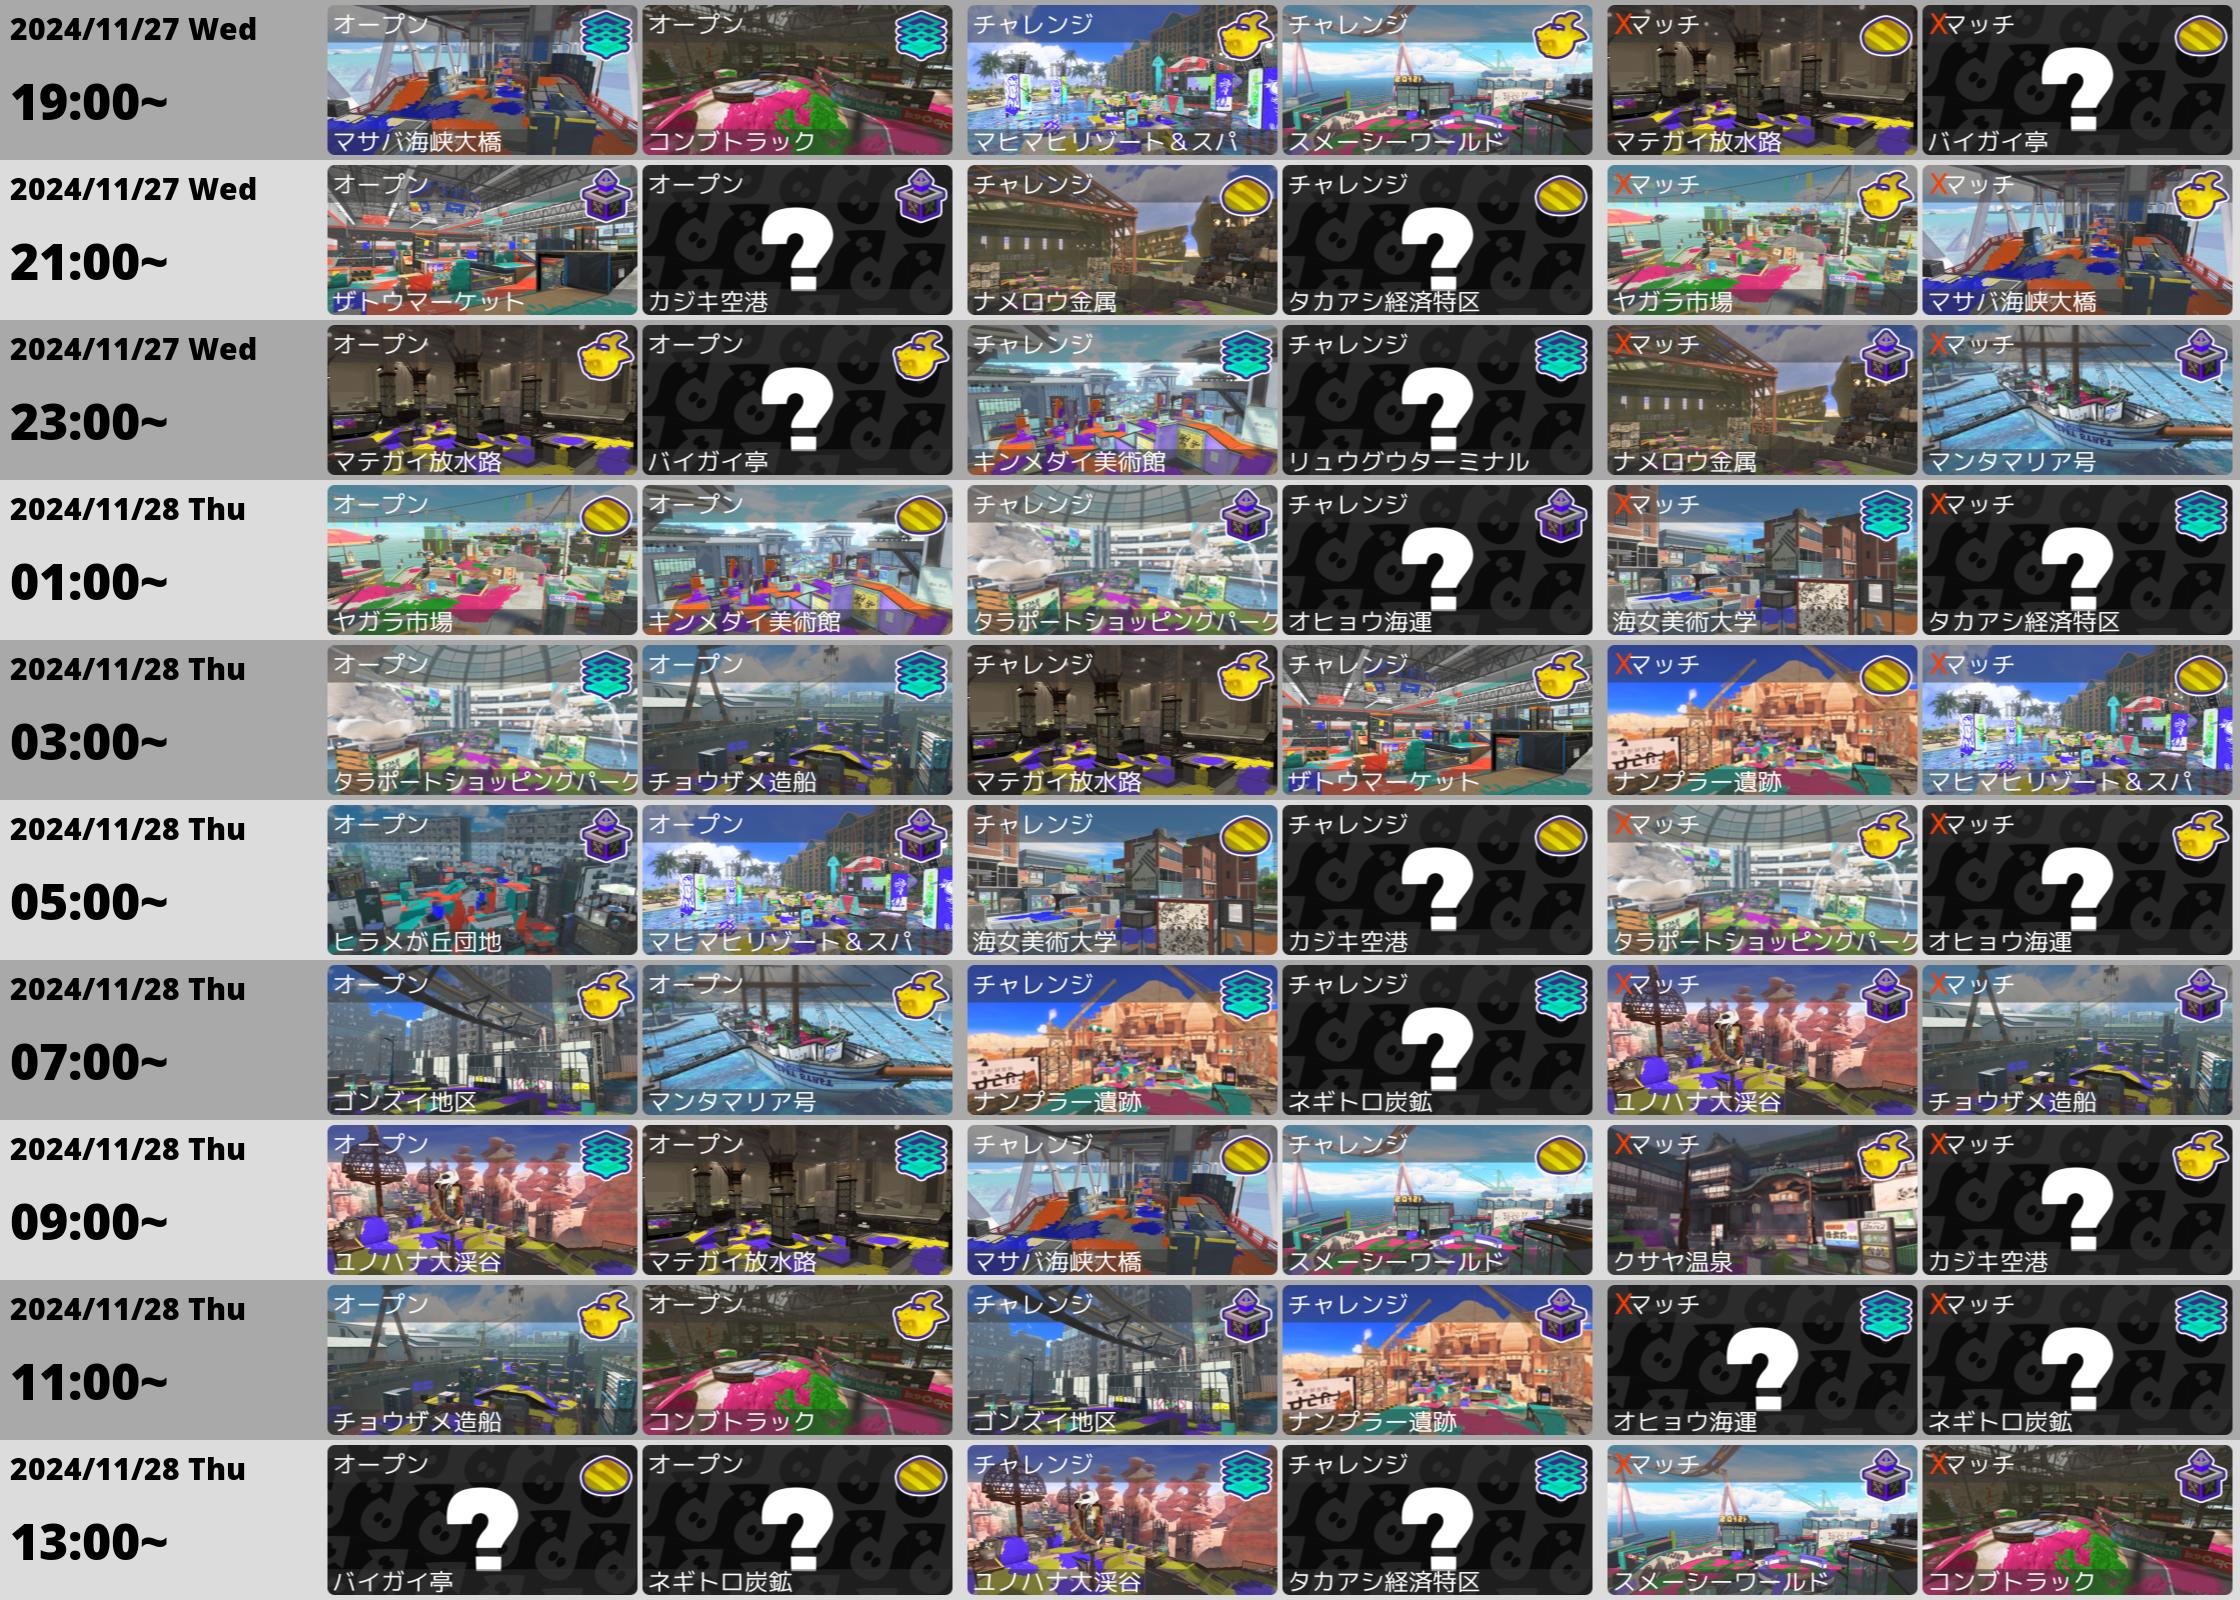 2024/11/27 Wed
19:00~
オープン
マサバ海峡大橋
オープン
コンブトラック
チャレンジ
マヒマヒリゾート＆スパ
チャレンジ
スメーシーワールド
Xマッチ
マテガイ放水路
Xマッチ
バイガイ亭
2024/11/27 Wed
21:00~
オープン
ザトウマーケット
オープン
?
カジキ空港
チャレンジ
ナメロウ金属
チャレンジ
?
タカアシ経済特区
Xマッチ
ヤガラ市場
Xマッチ
マサバ海峡大橋
2024/11/27 Wed
23:00~
オープン
マテガイ放水路
オープン
?
バイガイ亭
チャレンジ
キンメダイ美術館
チャレンジ
?
リュウグウターミナル
Xマッチ
ナメロウ金属
Xマッチ
マンタマリア号
2024/11/28 Thu
01:00~
オープン
ヤガラ市場
オープン
キンメダイ美術館
チャレンジ
タラポートショッピングパーク
チャレンジ
?
オヒョウ海運
Xマッチ
海女美術大学
Xマッチ
?
タカアシ経済特区
2024/11/28 Thu
03:00~
オープン
タラポートショッピングパーク
オープン
チョウザメ造船
チャレンジ
マテガイ放水路
チャレンジ
ザトウマーケット
Xマッチ
ナンプラー遺跡
Xマッチ
マヒマヒリゾート＆スパ
2024/11/28 Thu
05:00~
オープン
ヒラメが丘団地
オープン
マヒマヒリゾート＆スパ
チャレンジ
海女美術大学
チャレンジ
?
カジキ空港
Xマッチ
タラポートショッピングパーク
Xマッチ
?
オヒョウ海運
2024/11/28 Thu
07:00~
オープン
ゴンズイ地区
オープン
マンタマリア号
チャレンジ
ナンプラー遺跡
チャレンジ
?
ネギトロ炭鉱
Xマッチ
ユノハナ大渓谷
Xマッチ
チョウザメ造船
2024/11/28 Thu
09:00~
オープン
ユノハナ大渓谷
オープン
マテガイ放水路
チャレンジ
マサバ海峡大橋
チャレンジ
スメーシーワールド
Xマッチ
クサヤ温泉
Xマッチ
?
カジキ空港
2024/11/28 Thu
11:00~
オープン
チョウザメ造船
オープン
コンブトラック
チャレンジ
ゴンズイ地区
チャレンジ
ナンプラー遺跡
Xマッチ
?
オヒョウ海運
Xマッチ
?
ネギトロ炭鉱
2024/11/28 Thu
13:00~
オープン
?
バイガイ亭
オープン
?
ネギトロ炭鉱
チャレンジ
ユノハナ大渓谷
チャレンジ
?
タカアシ経済特区
Xマッチ
スメーシーワールド
Xマッチ
コンブトラック